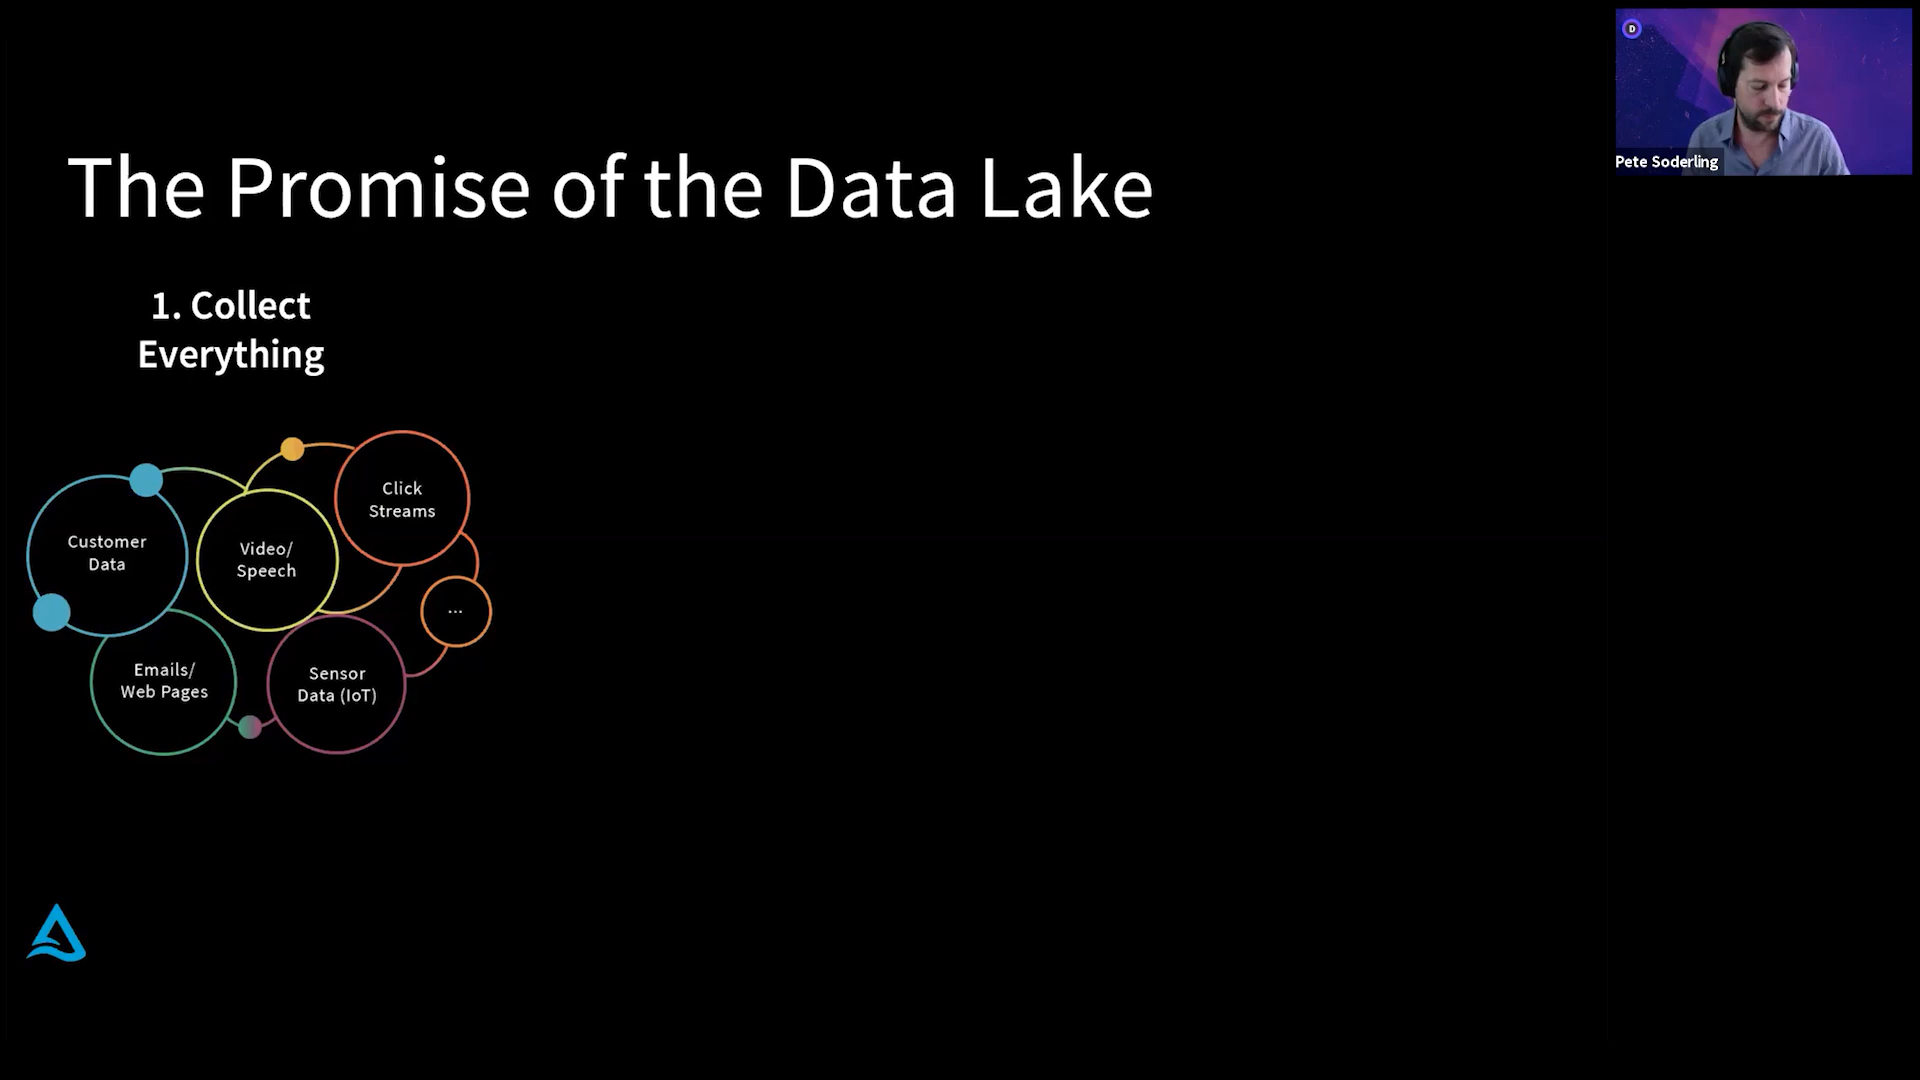 The Promise of the Data Lake
1. Collect
Everything
Click
Streams
Customer
Data
Video/
Speech
...
Emails/
Web Pages
Sensor
Data (IoT)
D
Pete Soderling